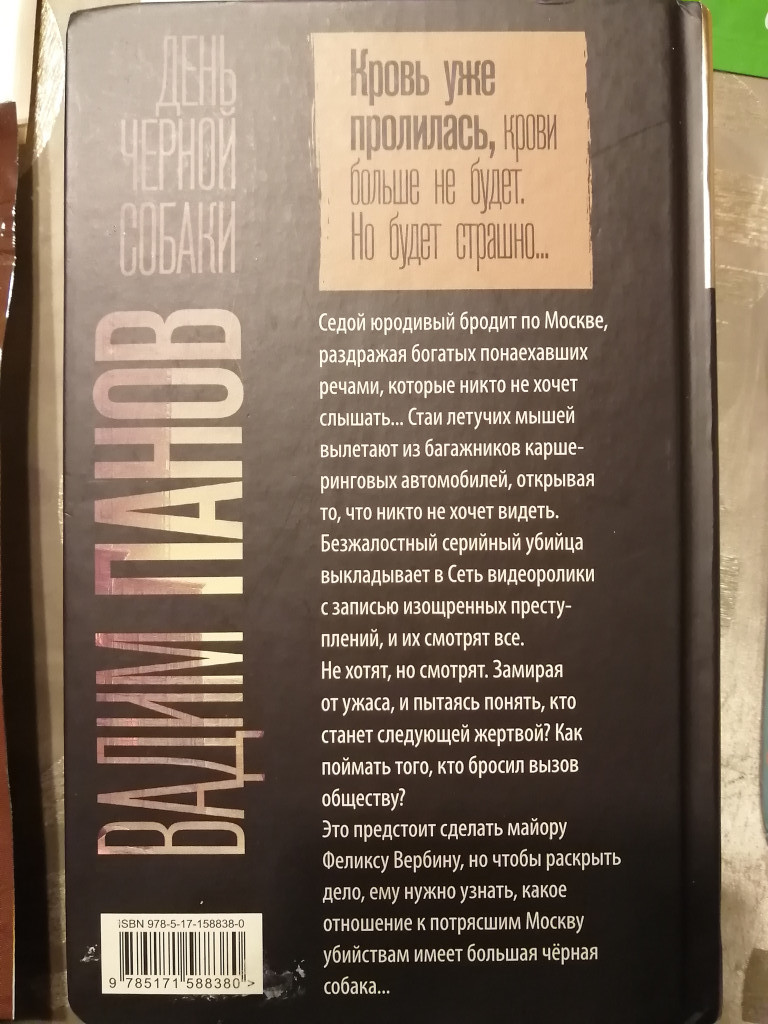 ДЕНЬ
ЧЕРНОЙ
СОБАКИ
ВАДИМ ПАНОВ
Кровь уже
пролилась, крови
больше не будет.
Но будет страшно...
Седой юродивый бродит по Москве,
раздражая богатых понаехавших
речами, которые никто не хочет
слышать... Стаи летучих мышей
вылетают из багажников карше-
ринговых автомобилей, открывая
то, что никто не хочет видеть.
Безжалостный серийный убийца
выкладывает в Сеть видеоролики
с записью изощренных престу-
плений, и их смотрят все.
Не хотят, но смотрят. Замирая
от ужаса, и пытаясь понять, кто
станет следующей жертвой? Как
поймать того, кто бросил вызов
обществу?
Это предстоит сделать майору
Феликсу Вербину, но чтобы раскрыть
дело, ему нужно узнать, какое
отношение к потрясшим Москву
убийствам имеет большая чёрная
собака...
ISBN 978-5-17-158838-0
9 785171 588380 >